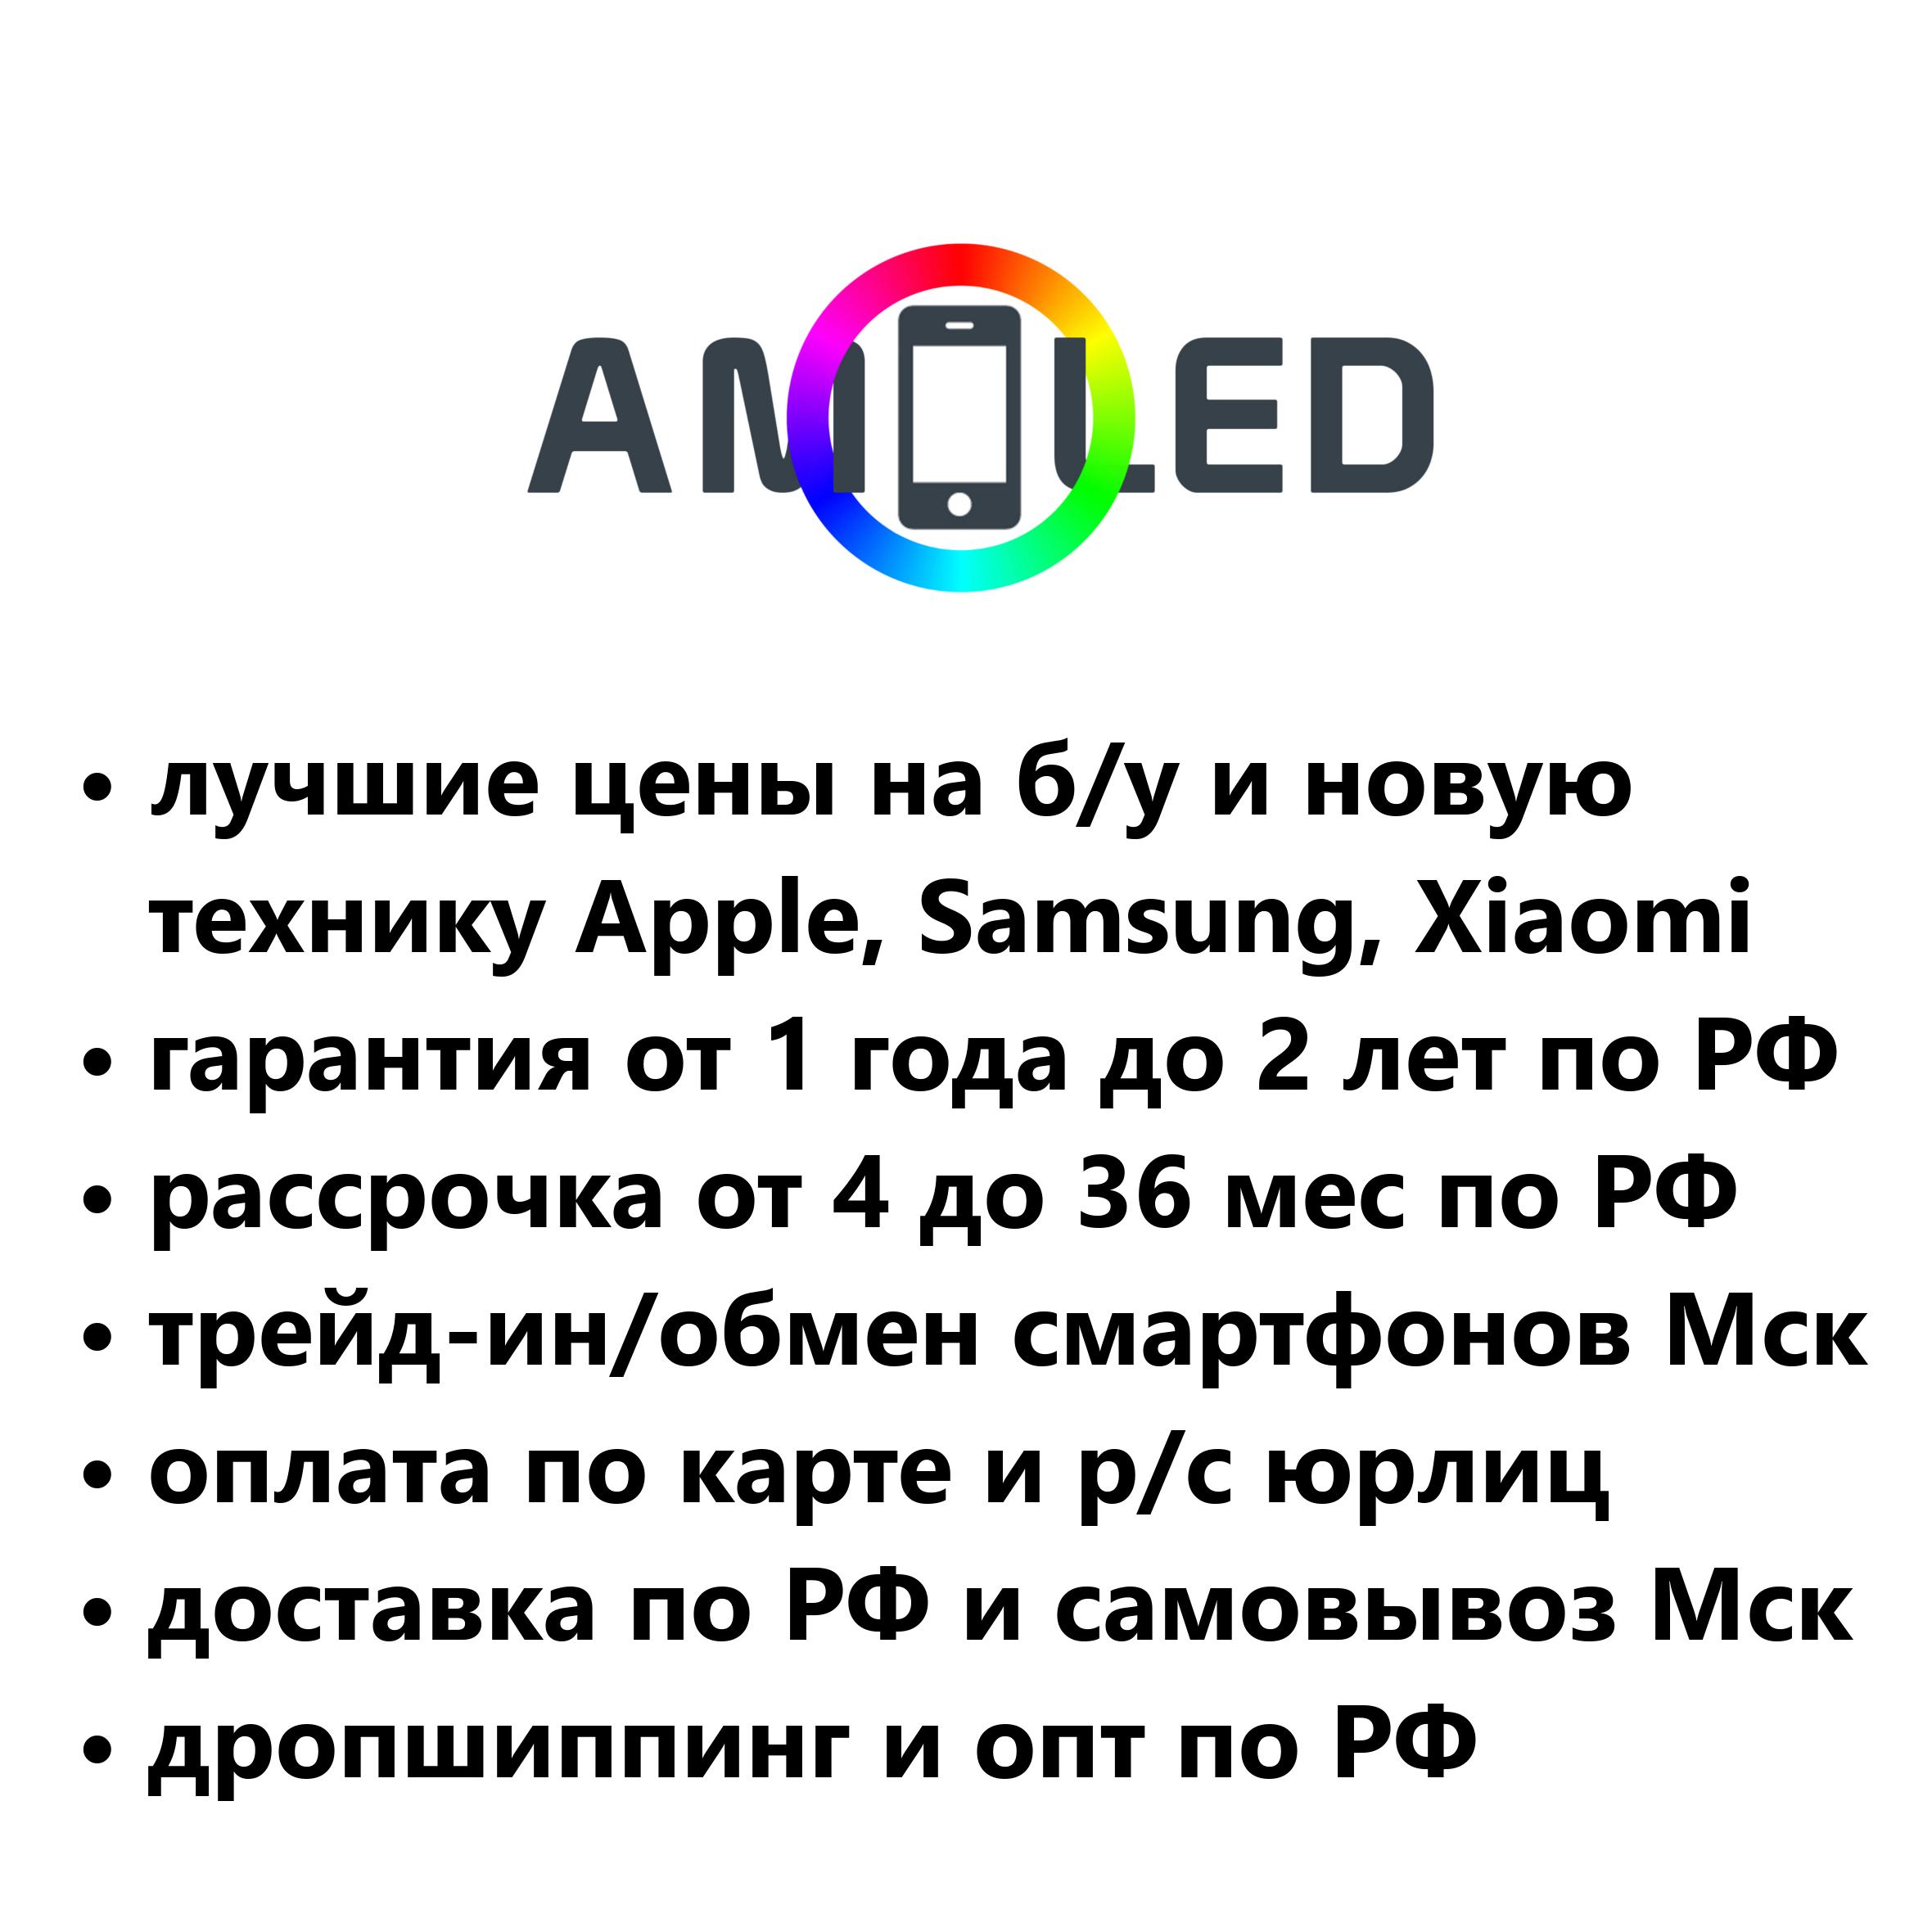 AMOLED
• лучшие цены на б/у и новую
технику Apple, Samsung, Xiaomi
• гарантия от 1 года до 2 лет по РФ
• рассрочка от 4 до 36 мес по РФ
• трейд-ин/обмен смартфонов Мск
• оплата по карте и р/с юрлиц
• доставка по РФ и самовывоз Мск
• дропшиппинг и опт по РФ